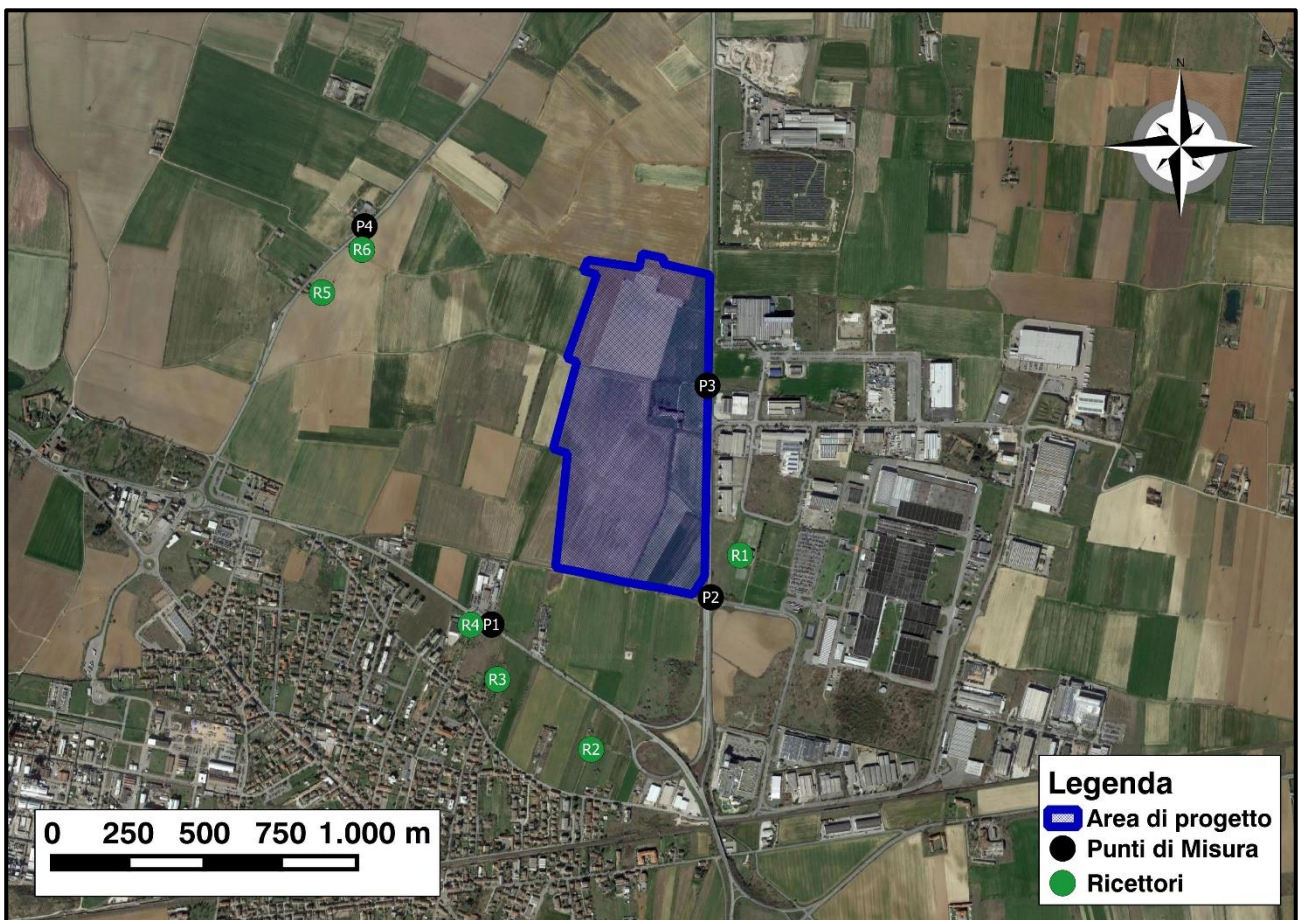 N
P4
R6
R5
P3
R1
P2
R4 P1
R3
R2
Legenda
Area di progetto
Punti di Misura
Ricettori
0 250 500 750 1.000 m